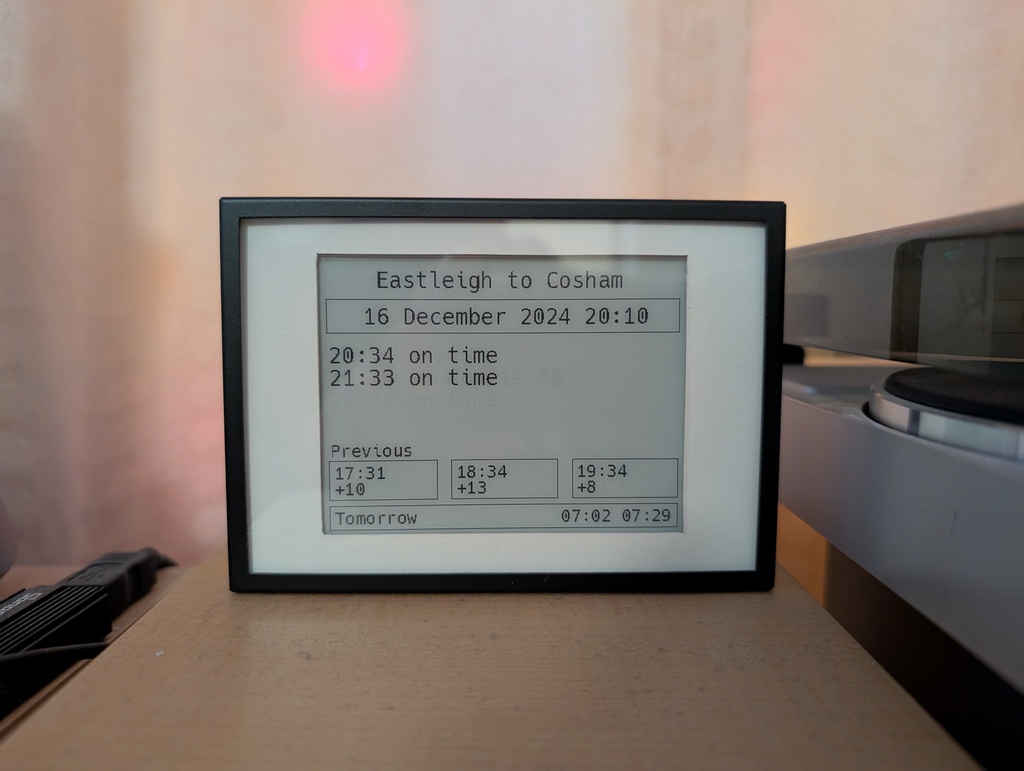 Eastleigh to Cosham
16 December 2024 20:10
20:34 on time
21:33 on time
Previous
17:31 18:34 19:34
+10 +13 +8
Tomorrow 07:02 07:29